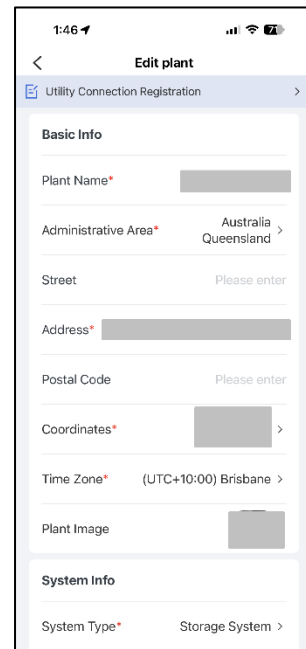 1:46
71
Edit plant
Utility Connection Registration
Basic Info
Plant Name*
Administrative Area* Australia
Queensland
Street Please enter
Address*
Postal Code Please enter
Coordinates*
Time Zone* (UTC+10:00) Brisbane
Plant Image
System Info
System Type* Storage System